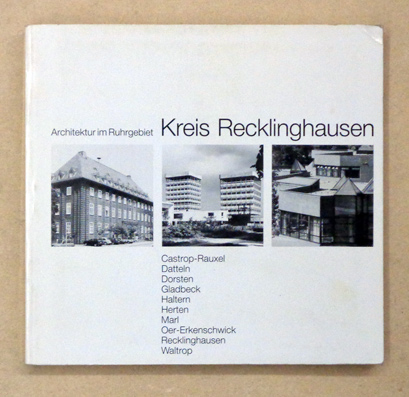 Architektur im Ruhrgebiet Kreis Recklinghausen
Castrop-Rauxel
Datteln
Dorsten
Gladbeck
Haltern
Herten
Marl
Oer-Erkenschwick
Recklinghausen
Waltrop